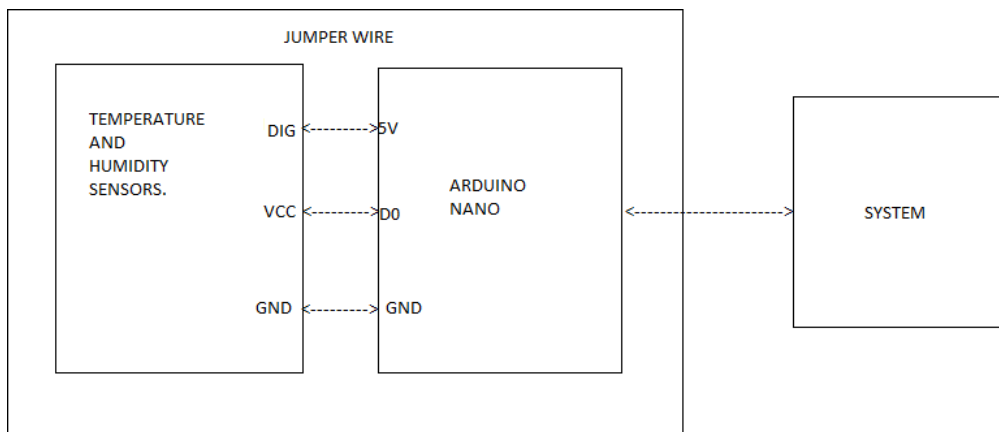 JUMPER WIRE
TEMPERATURE
AND
HUMIDITY
SENSORS.
DIG <--------> 5V
VCC <--------> D0
GND <--------> GND
ARDUINO
NANO
<-------------------->
SYSTEM